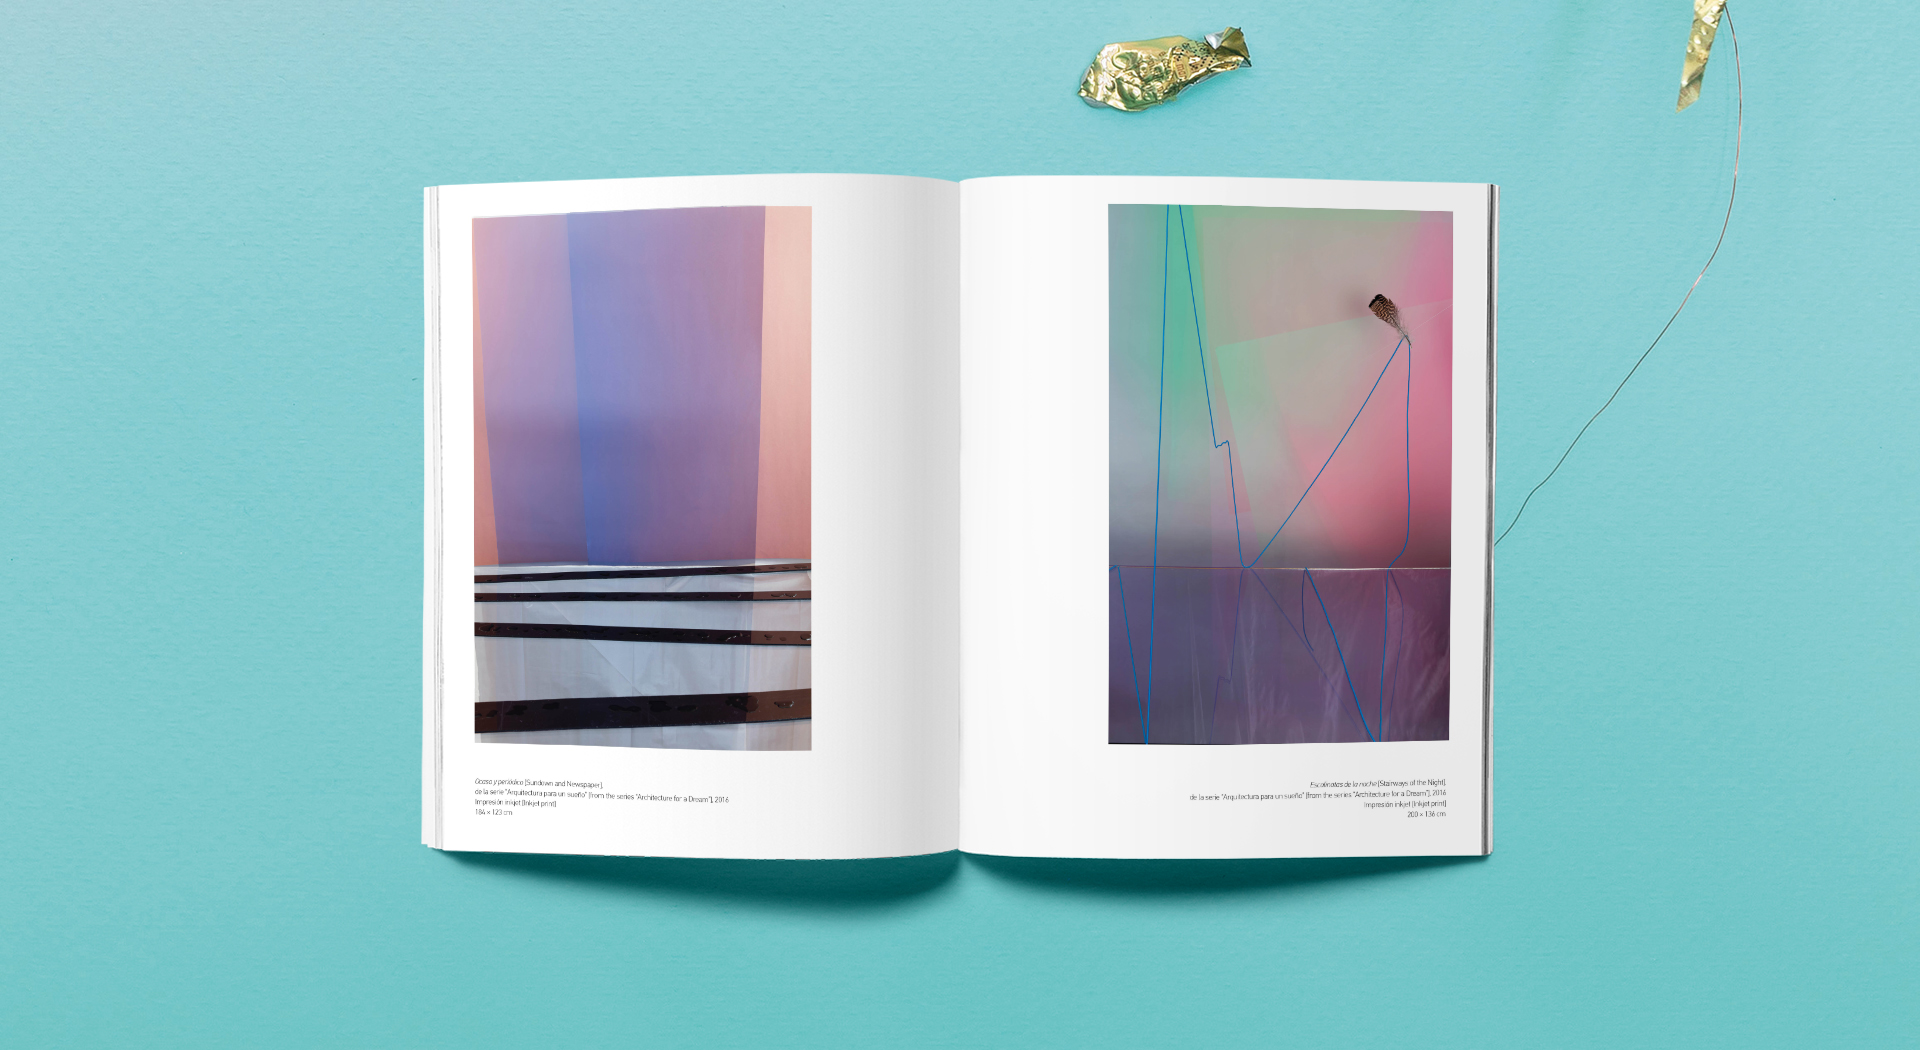 Ocaso y periódico [Sundown and Newspaper],
de la serie "Arquitectura para un sueño" [from the series "Architecture for a Dream"], 2016
Impresión inkjet [Inkjet print]
184 × 123 cm
Escalinatas de la noche [Stairways of the Night],
de la serie "Arquitectura para un sueño" [from the series "Architecture for a Dream"], 2016
Impresión inkjet [Inkjet print]
200 × 136 cm